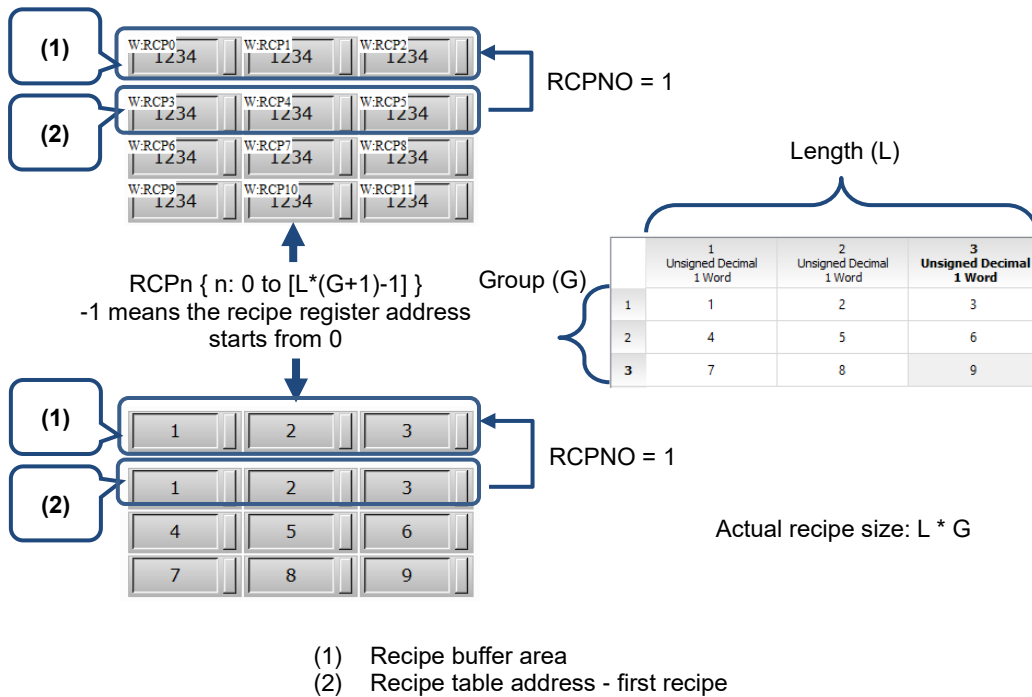 (1)
W:RCP0 W:RCP1 W:RCP2
1234 1234 1234
RCPNO = 1
(2)
W:RCP3 W:RCP4 W:RCP5
1234 1234 1234
W:RCP6 W:RCP7 W:RCP8
1234 1234 1234
W:RCP9 W:RCP10 W:RCP11
1234 1234 1234
RCPn { n: 0 to [L*(G+1)-1] }
-1 means the recipe register address
starts from 0
Length (L)
Group (G)
1 2 3
Unsigned Decimal Unsigned Decimal Unsigned Decimal
1 Word 1 Word 1 Word
1 1 2 3
2 4 5 6
3 7 8 9
(1)
1 2 3
RCPNO = 1
(2)
1 2 3
4 5 6
7 8 9
Actual recipe size: L * G
(1) Recipe buffer area
(2) Recipe table address - first recipe